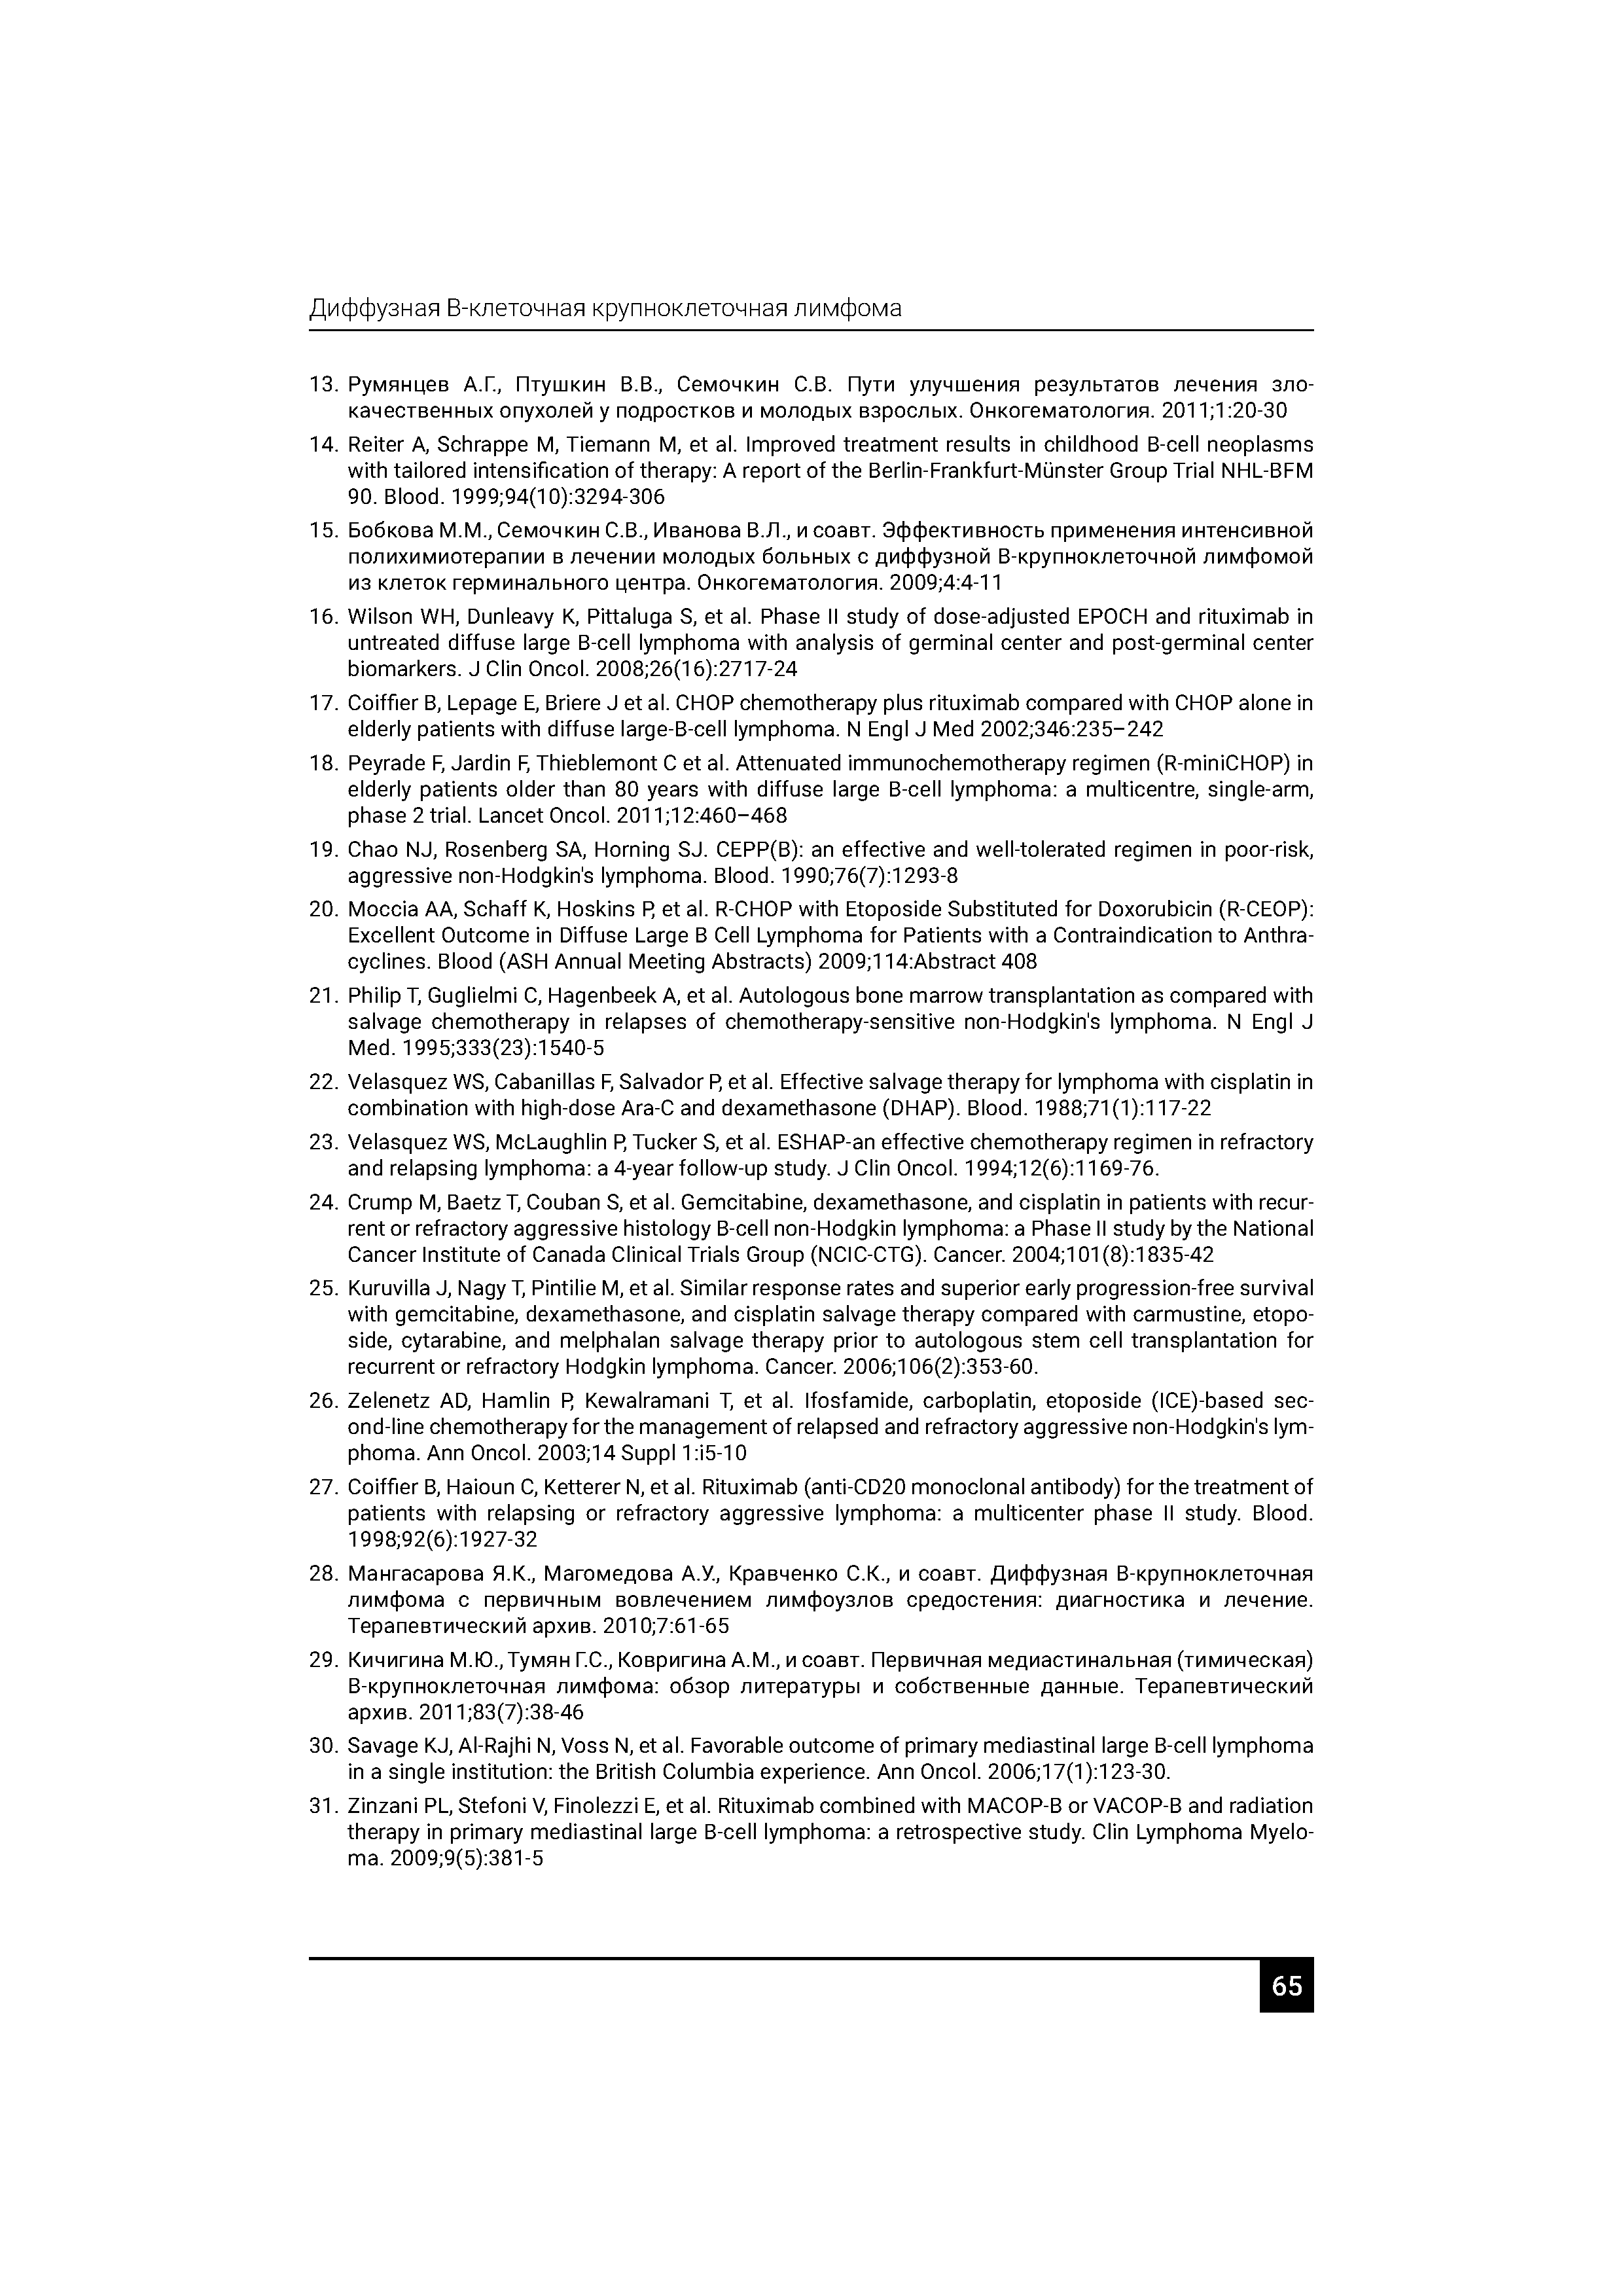 Диффузная В-клеточная крупноклеточная лимфома
13. Румянцев А.Г., Птушкин В.В., Семочкин С.В. Пути улучшения результатов лечения зло-
качественных опухолей у подростков и молодых взрослых. Онкогематология. 2011;1:20-30
14. Reiter A, Schrappe M, Tiemann M, et al. Improved treatment results in childhood B-cell neoplasms
with tailored intensification of therapy: A report of the Berlin-Frankfurt-Münster Group Trial NHL-BFM
90. Blood. 1999;94(10):3294-306
15. Бобкова М.М., Семочкин С.В., Иванова В.Л., и соавт. Эффективность применения интенсивной
полихимиотерапии в лечении молодых больных с диффузной В-крупноклеточной лимфомой
из клеток герминального центра. Онкогематология. 2009;4:4-11
16. Wilson WH, Dunleavy K, Pittaluga S, et al. Phase II study of dose-adjusted EPOCH and rituximab in
untreated diffuse large B-cell lymphoma with analysis of germinal center and post-germinal center
biomarkers. J Clin Oncol. 2008;26(16):2717-24
17. Coiffier B, Lepage E, Briere J et al. CHOP chemotherapy plus rituximab compared with CHOP alone in
elderly patients with diffuse large-B-cell lymphoma. N Engl J Med 2002;346:235–242
18. Peyrade F, Jardin F, Thieblemont C et al. Attenuated immunochemotherapy regimen (R-miniCHOP) in
elderly patients older than 80 years with diffuse large B-cell lymphoma: a multicentre, single-arm,
phase 2 trial. Lancet Oncol. 2011;12:460–468
19. Chao NJ, Rosenberg SA, Horning SJ. CEPP(B): an effective and well-tolerated regimen in poor-risk,
aggressive non-Hodgkin's lymphoma. Blood. 1990;76(7):1293-8
20. Moccia AA, Schaff K, Hoskins P, et al. R-CHOP with Etoposide Substituted for Doxorubicin (R-CEOP):
Excellent Outcome in Diffuse Large B Cell Lymphoma for Patients with a Contraindication to Anthra-
cyclines. Blood (ASH Annual Meeting Abstracts) 2009;114:Abstract 408
21. Philip T, Guglielmi C, Hagenbeek A, et al. Autologous bone marrow transplantation as compared with
salvage chemotherapy in relapses of chemotherapy-sensitive non-Hodgkin's lymphoma. N Engl J
Med. 1995;333(23):1540-5
22. Velasquez WS, Cabanillas F, Salvador P, et al. Effective salvage therapy for lymphoma with cisplatin in
combination with high-dose Ara-C and dexamethasone (DHAP). Blood. 1988;71(1):117-22
23. Velasquez WS, McLaughlin P, Tucker S, et al. ESHAP-an effective chemotherapy regimen in refractory
and relapsing lymphoma: a 4-year follow-up study. J Clin Oncol. 1994;12(6):1169-76.
24. Crump M, Baetz T, Couban S, et al. Gemcitabine, dexamethasone, and cisplatin in patients with recur-
rent or refractory aggressive histology B-cell non-Hodgkin lymphoma: a Phase II study by the National
Cancer Institute of Canada Clinical Trials Group (NCIC-CTG). Cancer. 2004;101(8):1835-42
25. Kuruvilla J, Nagy T, Pintilie M, et al. Similar response rates and superior early progression-free survival
with gemcitabine, dexamethasone, and cisplatin salvage therapy compared with carmustine, etopo-
side, cytarabine, and melphalan salvage therapy prior to autologous stem cell transplantation for
recurrent or refractory Hodgkin lymphoma. Cancer. 2006;106(2):353-60.
26. Zelenetz AD, Hamlin P, Kewalramani T, et al. Ifosfamide, carboplatin, etoposide (ICE)-based sec-
ond-line chemotherapy for the management of relapsed and refractory aggressive non-Hodgkin's lym-
phoma. Ann Oncol. 2003;14 Suppl 1:i5-10
27. Coiffier B, Haioun C, Ketterer N, et al. Rituximab (anti-CD20 monoclonal antibody) for the treatment of
patients with relapsing or refractory aggressive lymphoma: a multicenter phase II study. Blood.
1998;92(6):1927-32
28. Мангасарова Я.К., Магомедова А.У., Кравченко С.К., и соавт. Диффузная В-крупноклеточная
лимфома с первичным вовлечением лимфоузлов средостения: диагностика и лечение.
Терапевтический архив. 2010;7:61-65
29. Кичигина М.Ю., Тумян Г.С., Ковригина А.М., и соавт. Первичная медиастинальная (тимическая)
В-крупноклеточная лимфома: обзор литературы и собственные данные. Терапевтический
архив. 2011;83(7):38-46
30. Savage KJ, Al-Rajhi N, Voss N, et al. Favorable outcome of primary mediastinal large B-cell lymphoma
in a single institution: the British Columbia experience. Ann Oncol. 2006;17(1):123-30.
31. Zinzani PL, Stefoni V, Finolezzi E, et al. Rituximab combined with MACOP-B or VACOP-B and radiation
therapy in primary mediastinal large B-cell lymphoma: a retrospective study. Clin Lymphoma Myelo-
ma. 2009;9(5):381-5
65